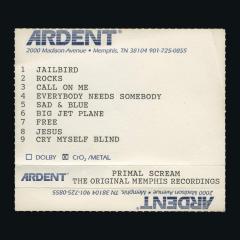 ARDENT®
2000 Madison Avenue • Memphis, TN 38104 901-725-0855
1 JAILBIRD
2 ROCKS
3 CALL ON ME
4 EVERYBODY NEEDS SOMEBODY
5 SAD & BLUE
6 BIG JET PLANE
7 FREE
8 JESUS
9 CRY MYSELF BLIND
DOLBY CrO2/METAL
ARDENT® PRIMAL SCREAM
THE ORIGINAL MEMPHIS RECORDINGS
2000 Madison Avenue • Memphis, TN 38104 901-725-0855
ARDENT